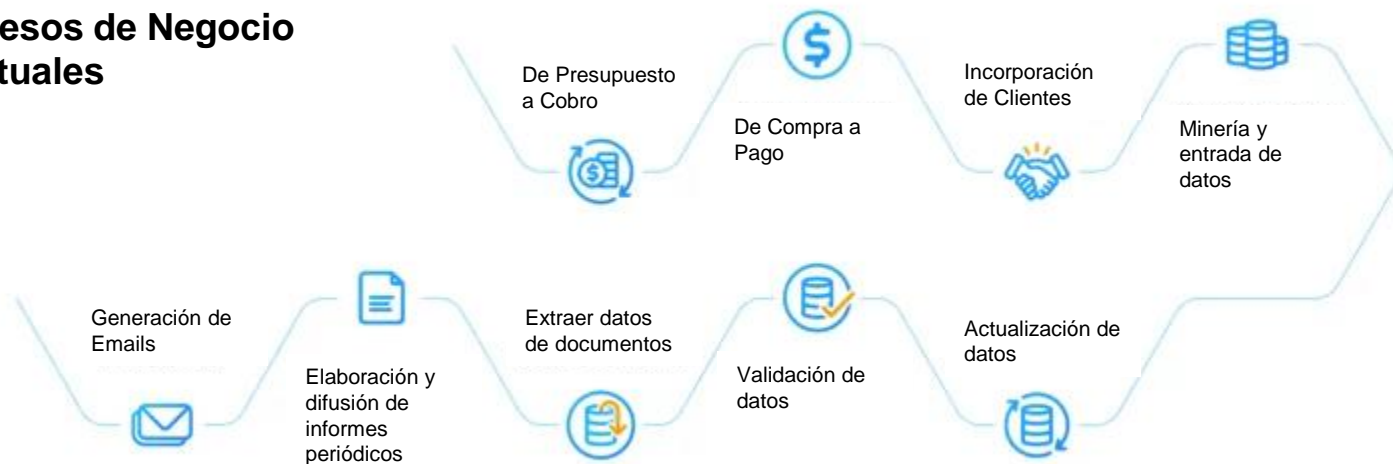 esos de Negocio
tuales
De Presupuesto
a Cobro
De Compra a
Pago
Incorporación
de Clientes
Minería y
entrada de
datos
Generación de
Emails
Elaboración y
difusión de
informes
periódicos
Extraer datos
de documentos
Validación de
datos
Actualización de
datos